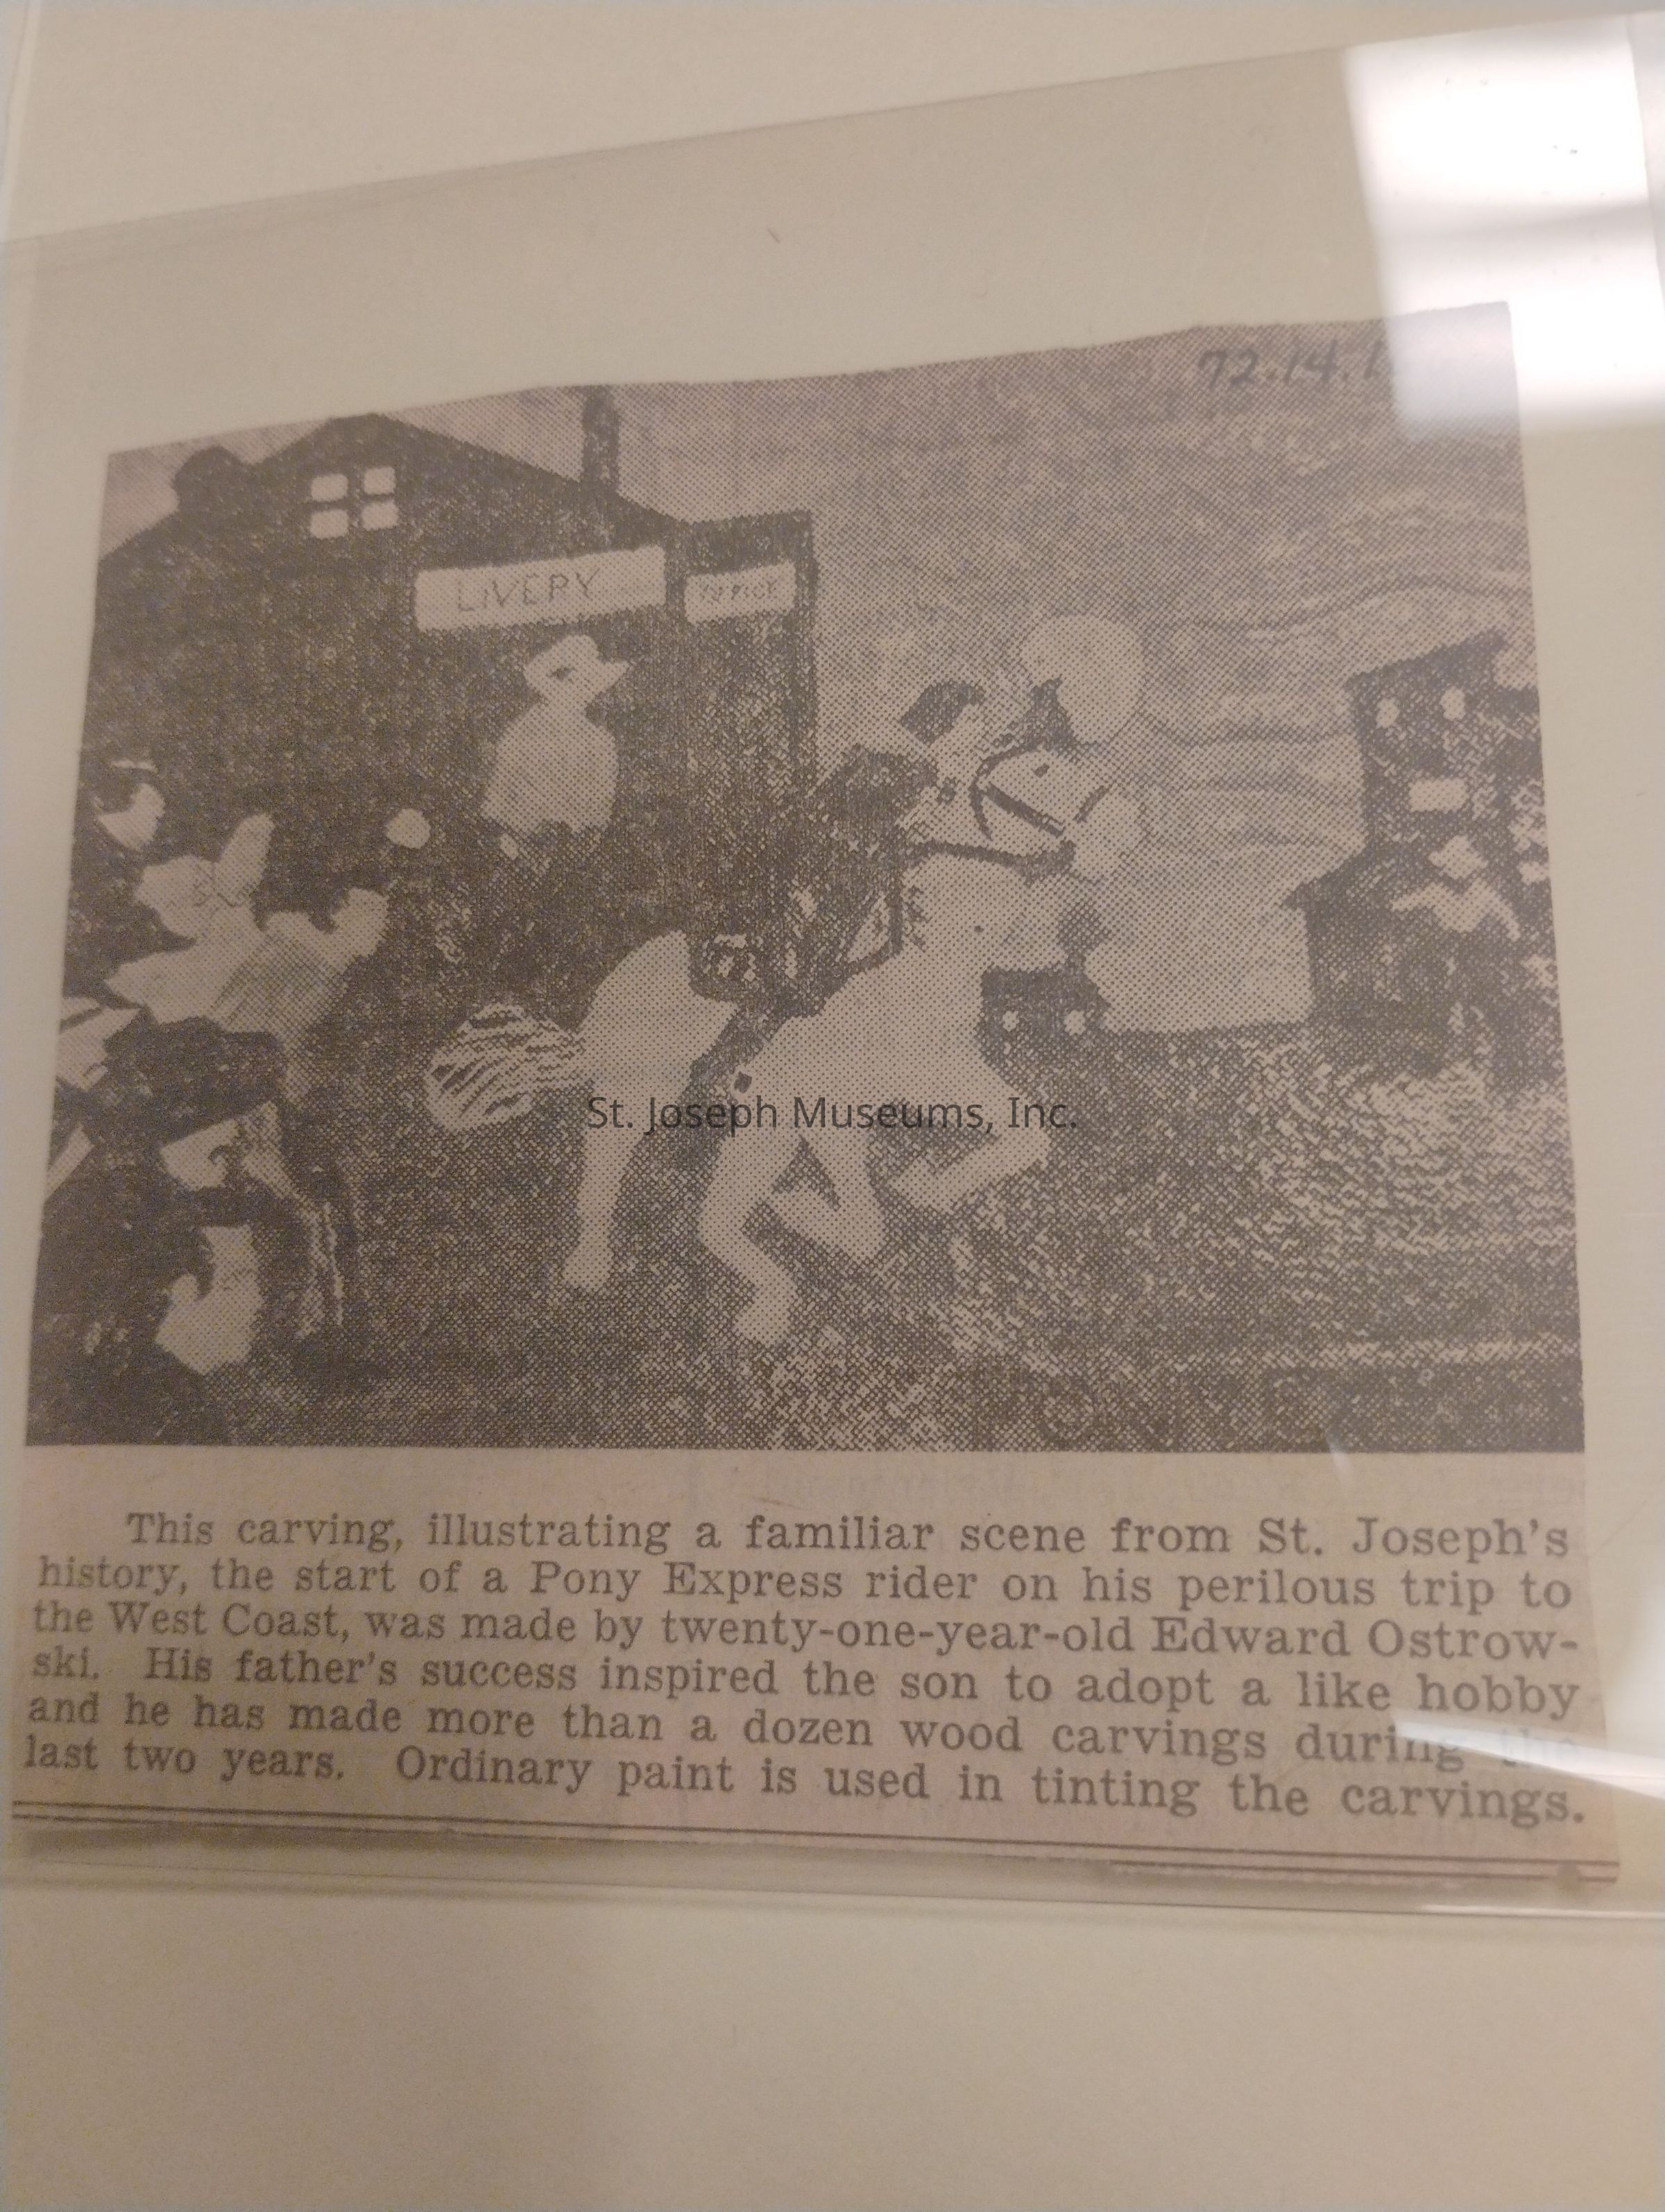 72.14.1
LIVERY
OFFICE
St. Joseph Museums, Inc.
This carving, illustrating a familiar scene from St. Joseph's
history, the start of a Pony Express rider on his perilous trip to
the West Coast, was made by twenty-one-year-old Edward Ostrow-
ski. His father's success inspired the son to adopt a like hobby
and he has made more than a dozen wood carvings during the
last two years. Ordinary paint is used in tinting the carvings.